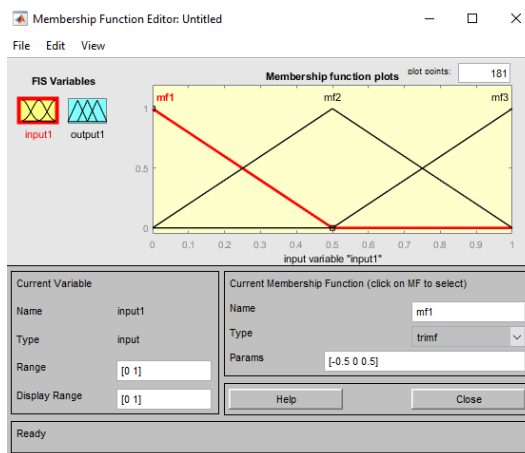 Membership Function Editor: Untitled
File Edit View
FIS Variables
input1 output1
Membership function plots plot points: 181
mf1 mf2 mf3
1
0.5
0
0 0.1 0.2 0.3 0.4 0.5 0.6 0.7 0.8 0.9 1
input variable "input1"
Current Variable
Name input1
Type input
Range [0 1]
Display Range [0 1]
Current Membership Function (click on MF to select)
Name mf1
Type trimf
Params [-0.5 0 0.5]
Help Close
Ready